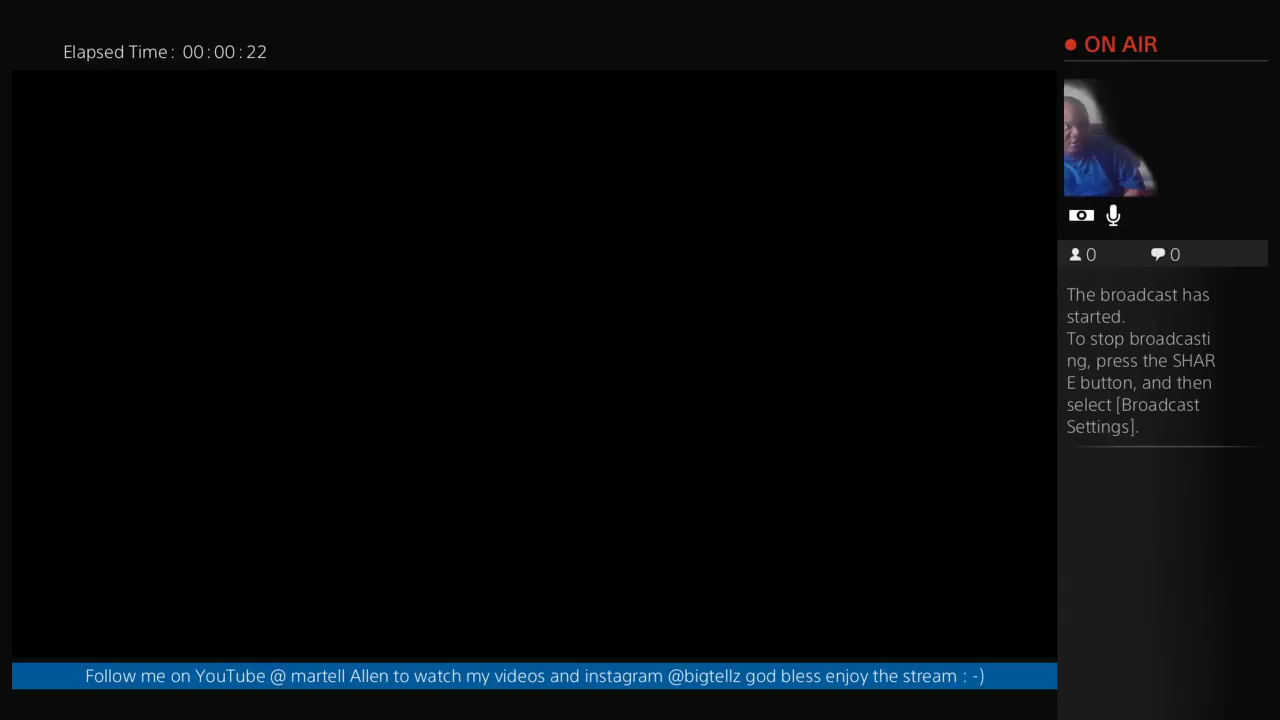 Elapsed Time: 00:00:22
ON AIR
0 0
The broadcast has
started.
To stop broadcasti
ng, press the SHAR
E button, and then
select [Broadcast
Settings].
Follow me on YouTube @ martell Allen to watch my videos and instagram @bigtellz god bless enjoy the stream : -)